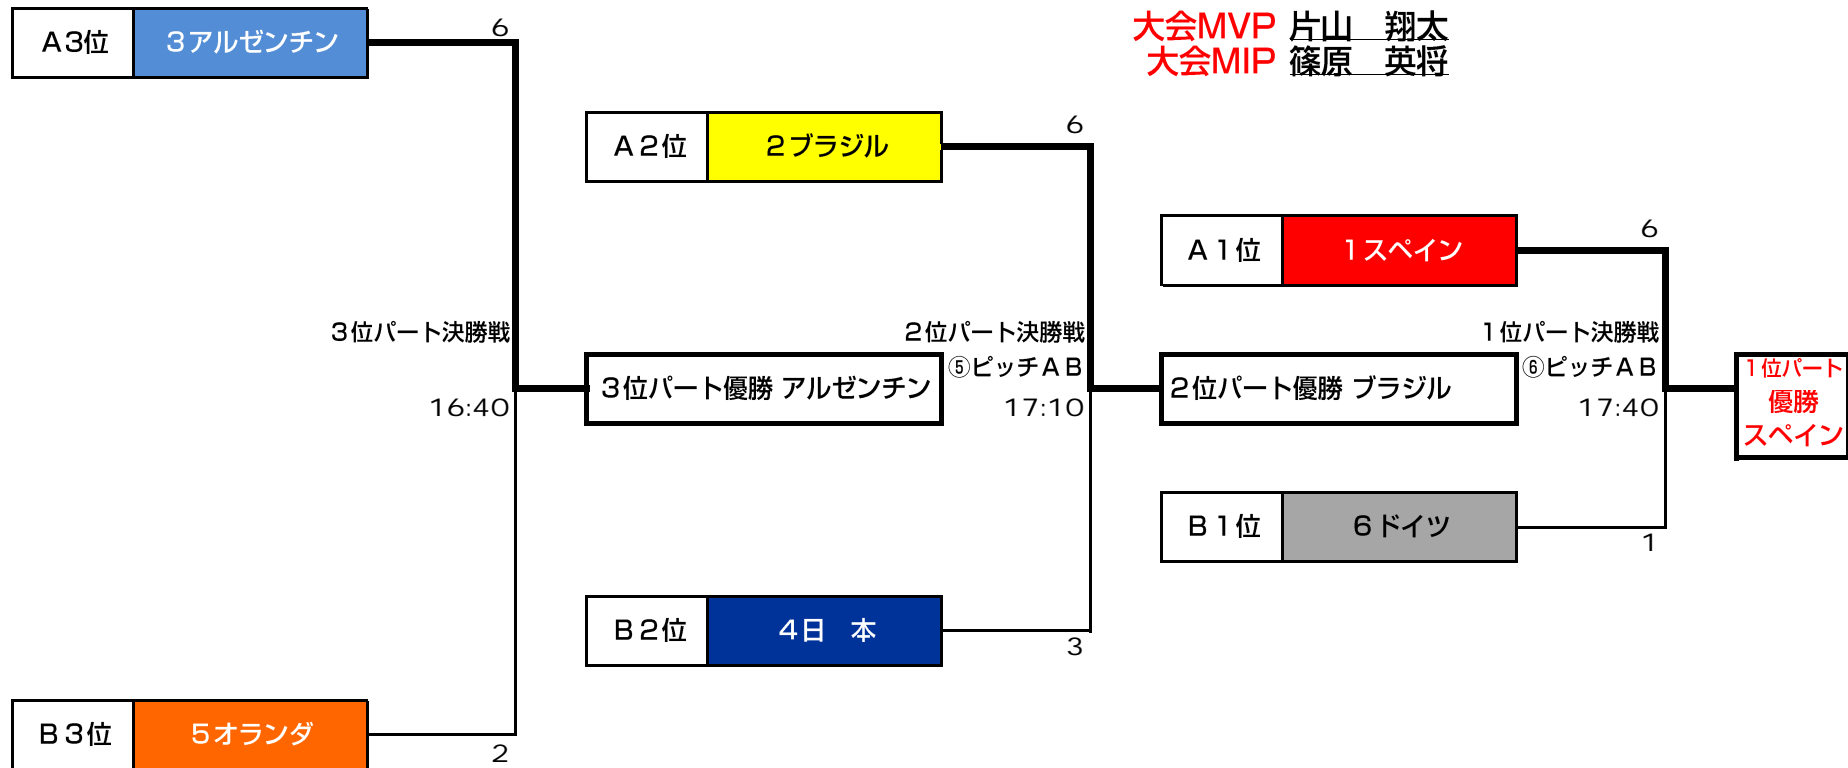 大会MVP 片山　翔太
大会MIP 篠原　英将
A3位 3アルゼンチン 6
A2位 2ブラジル 6
A1位 1スペイン 6
3位パート決勝戦
16:40
3位パート優勝 アルゼンチン
2位パート決勝戦
⑤ピッチAB
17:10
2位パート優勝 ブラジル
1位パート決勝戦
⑥ピッチAB
17:40
1位パート
優勝
スペイン
B1位 6ドイツ 1
B2位 4日　本 3
B3位 5オランダ 2